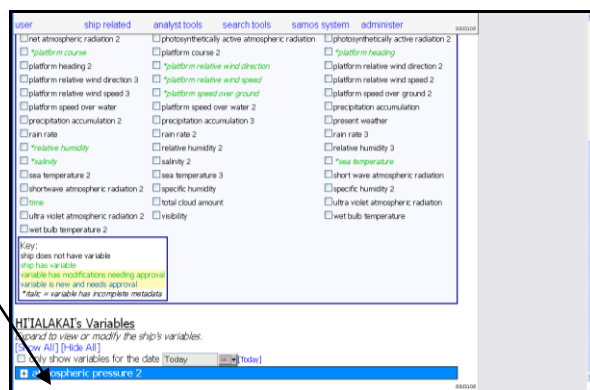 user ship related analyst tools search tools samos system administer
samos
net atmospheric radiation 2 photosynthetically active atmospheric radiation photosynthetically active radiation 2
*platform course platform course 2 *platform heading
platform heading 2 *platform relative wind direction platform relative wind direction 2
platform relative wind direction 3 *platform relative wind speed platform relative wind speed 2
platform relative wind speed 3 *platform speed over ground platform speed over ground 2
platform speed over water platform speed over water 2 precipitation accumulation
precipitation accumulation 2 precipitation accumulation 3 present weather
rain rate rain rate 2 rain rate 3
*relative humidity relative humidity 2 relative humidity 3
*salinity salinity 2 *sea temperature
sea temperature 2 sea temperature 3 short wave atmospheric radiation
shortwave atmospheric radiation 2 specific humidity specific humidity 2
time total cloud amount ultra violet atmospheric radiation
ultra violet atmospheric radiation 2 visibility wet bulb temperature
wet bulb temperature 2
Key:
ship does not have variable
ship has variable
variable has modifications needing approval
variable is new and needs approval
*italic = variable has incomplete metadata
HI'IALAKAI's Variables
Expand to view or modify the ship's variables.
[Show All] [Hide All]
only show variables for the date Today [Today]
+ atmospheric pressure 2
samos